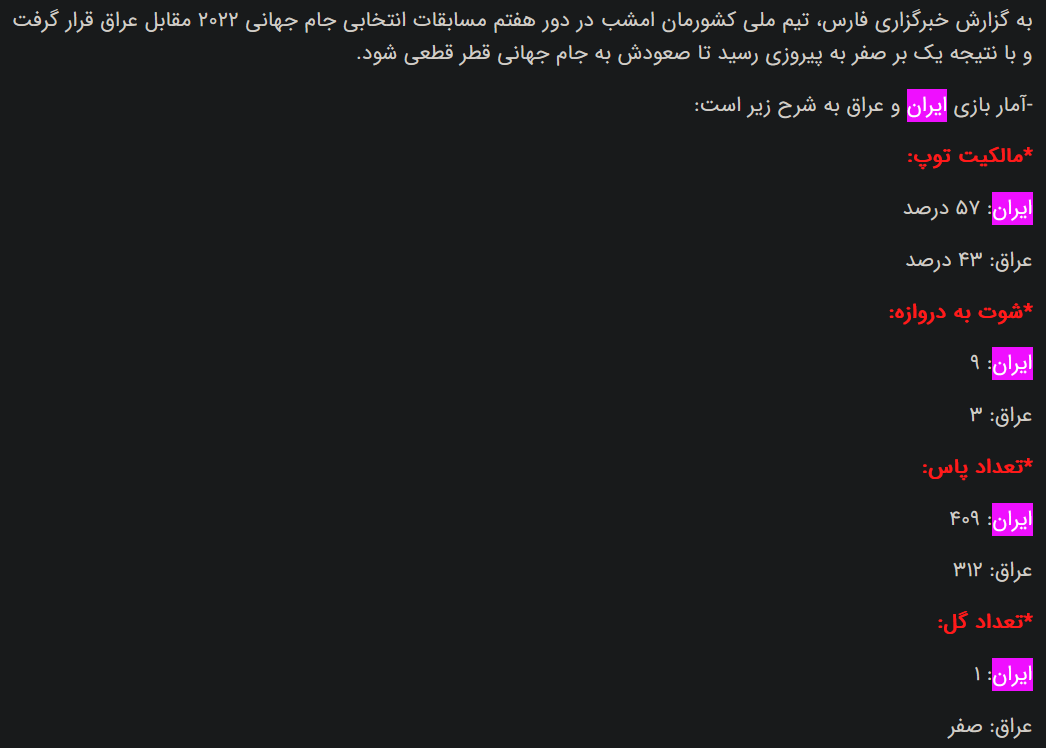 به گزارش خبرگزاری فارس، تیم ملی کشورمان امشب در دور هفتم مسابقات انتخابی جام جهانی ۲۰۲۲ مقابل عراق قرار گرفت
و با نتیجه یک بر صفر به پیروزی رسید تا صعودش به جام جهانی قطر قطعی شود.
-آمار بازی ایران و عراق به شرح زیر است:
*مالکیت توپ:
ایران: ۵۷ درصد
عراق: ۴۳ درصد
*شوت به دروازه:
ایران: ۹
عراق: ۳
*تعداد پاس:
ایران: ۴۰۹
عراق: ۳۱۲
*تعداد گل:
ایران: ۱
عراق: صفر